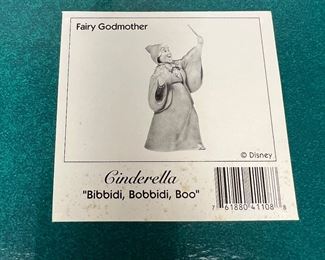 Fairy Godmother
© Disney
Cinderella
"Bibbidi, Bobbidi, Boo"
7 61880 41108 8